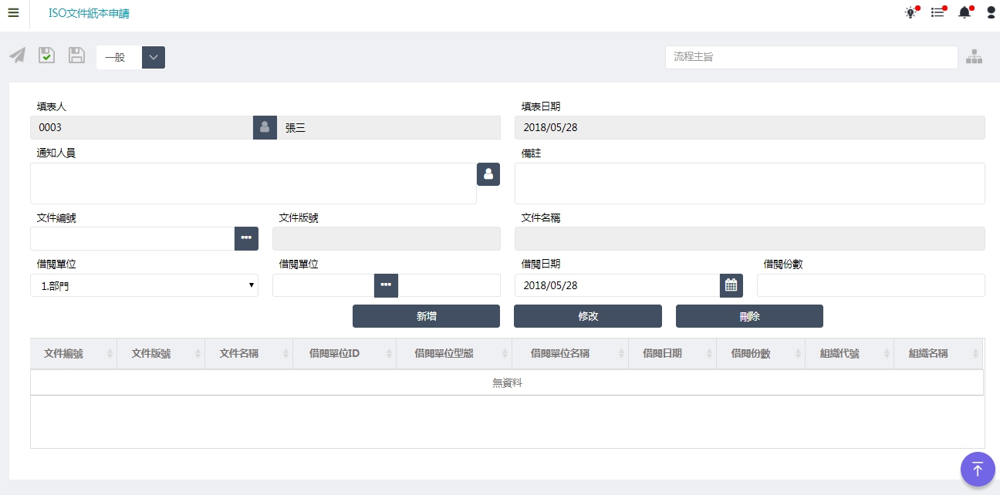 ISO文件紙本申請
一般
流程主旨
填表人 填表日期
0003 張三 2018/05/28
通知人員 備註
文件編號 文件版號 文件名稱
借閱單位 借閱單位 借閱日期 借閱份數
1.部門 2018/05/28
新增 修改 刪除
文件編號 文件版號 文件名稱 借閱單位ID 借閱單位型態 借閱單位名稱 借閱日期 借閱份數 組織代號 組織名稱
無資料